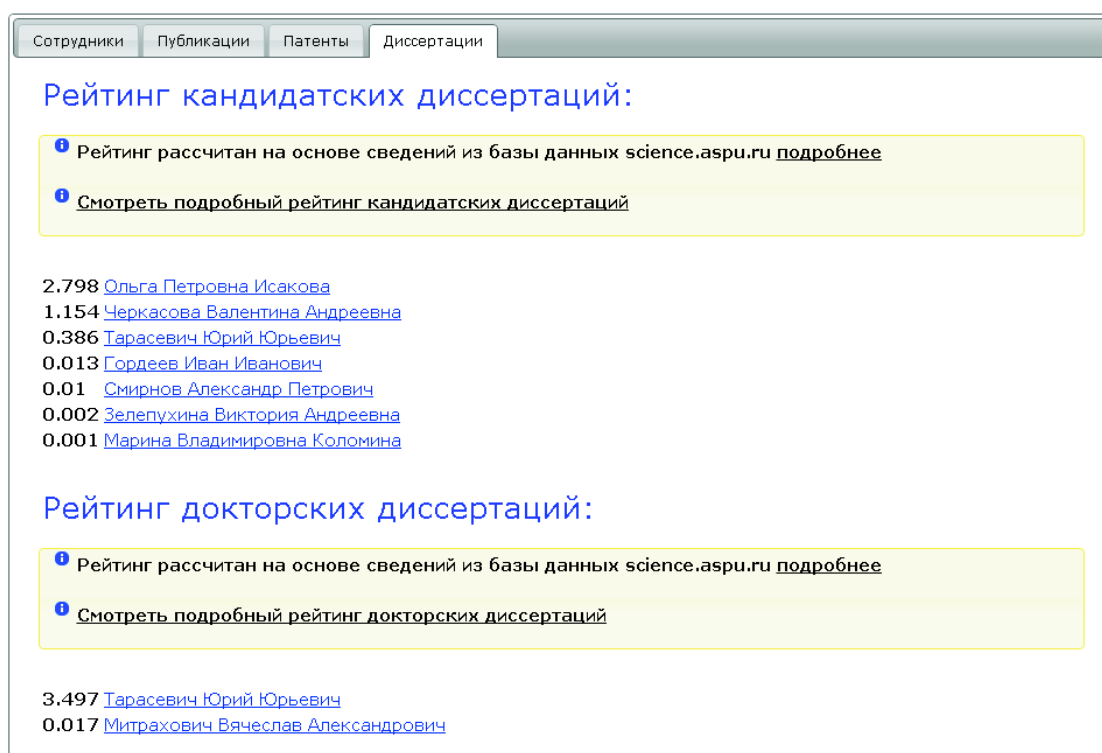 Сотрудники Публикации Патенты Диссертации
Рейтинг кандидатских диссертаций:
Рейтинг рассчитан на основе сведений из базы данных science.aspu.ru подробнее
Смотреть подробный рейтинг кандидатских диссертаций
2.798 Ольга Петровна Исакова
1.154 Черкасова Валентина Андреевна
0.386 Тарасевич Юрий Юрьевич
0.013 Гордеев Иван Иванович
0.01 Смирнов Александр Петрович
0.002 Зелепухина Виктория Андреевна
0.001 Марина Владимировна Коломина
Рейтинг докторских диссертаций:
Рейтинг рассчитан на основе сведений из базы данных science.aspu.ru подробнее
Смотреть подробный рейтинг докторских диссертаций
3.497 Тарасевич Юрий Юрьевич
0.017 Митрахович Вячеслав Александрович